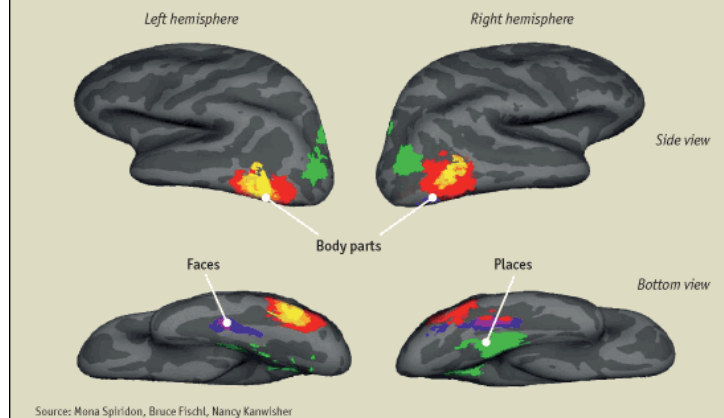 Left hemisphere
Right hemisphere
Side view
Body parts
Faces
Places
Bottom view
Source: Mona Spiridon, Bruce Fischl, Nancy Kanwisher